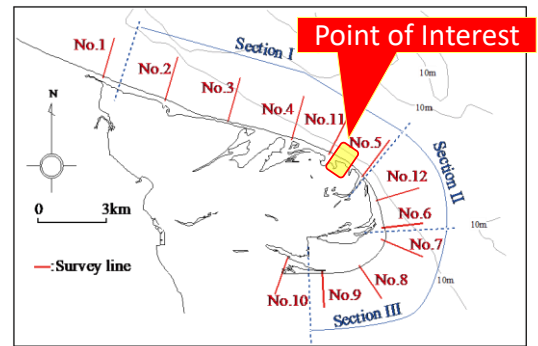 Point of Interest
No.1
Section I
No.2
10m
No.3
No.4
No.11
10m
No.5
N
Section II
No.12
No.6
0 3km
10m
No.7
:Survey line
No.8
10m
No.10
No.9
Section III